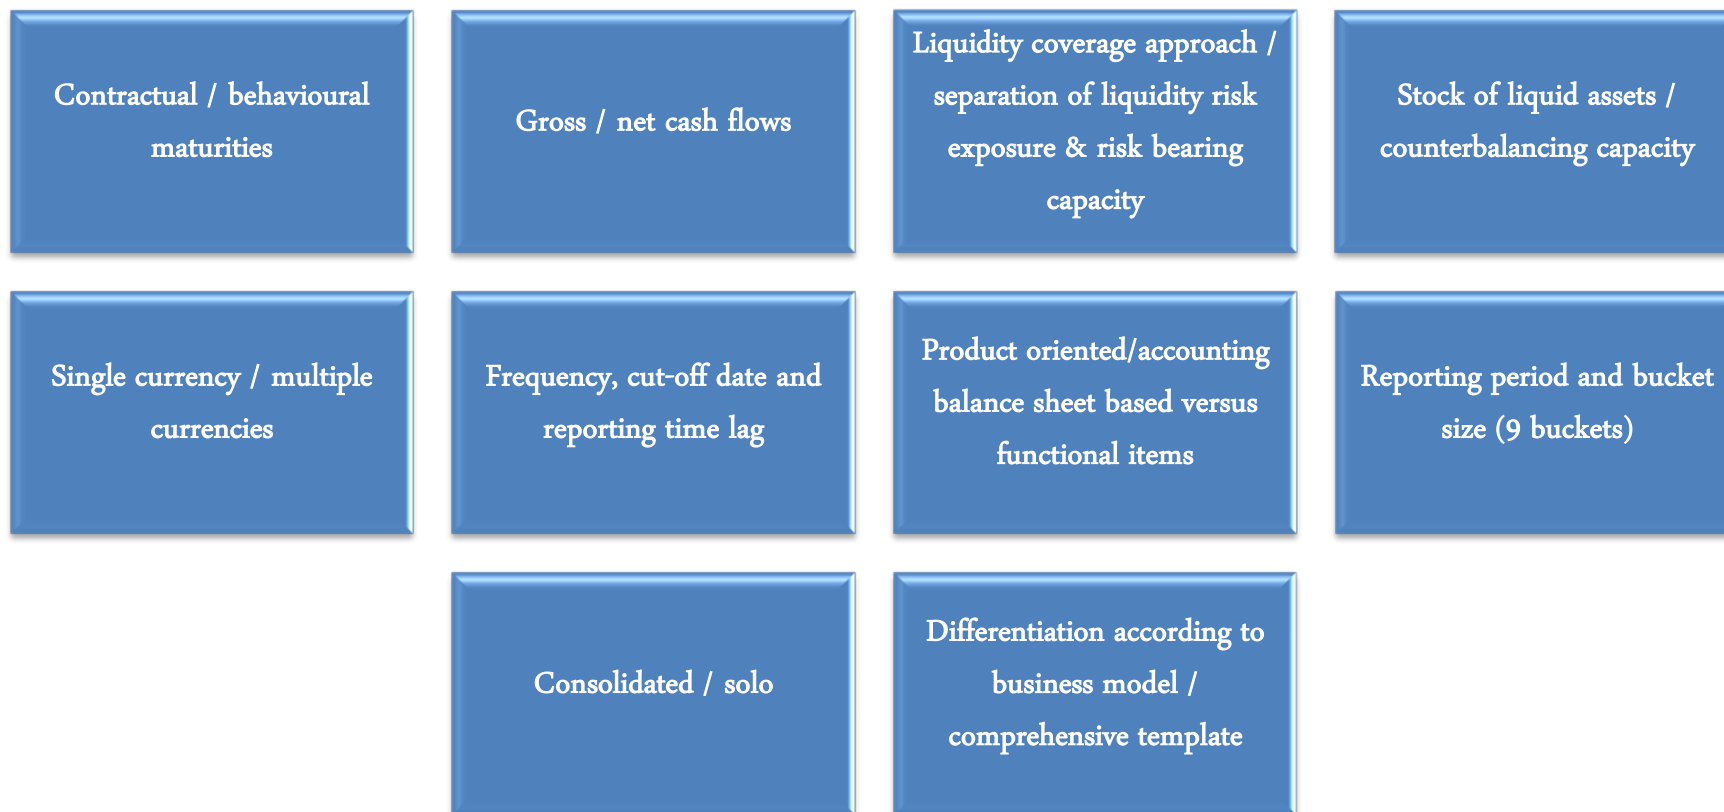 Contractual / behavioural
maturities
Gross / net cash flows
Liquidity coverage approach /
separation of liquidity risk
exposure & risk bearing
capacity
Stock of liquid assets /
counterbalancing capacity
Single currency / multiple
currencies
Frequency, cut-off date and
reporting time lag
Product oriented/accounting
balance sheet based versus
functional items
Reporting period and bucket
size (9 buckets)
Consolidated / solo
Differentiation according to
business model /
comprehensive template